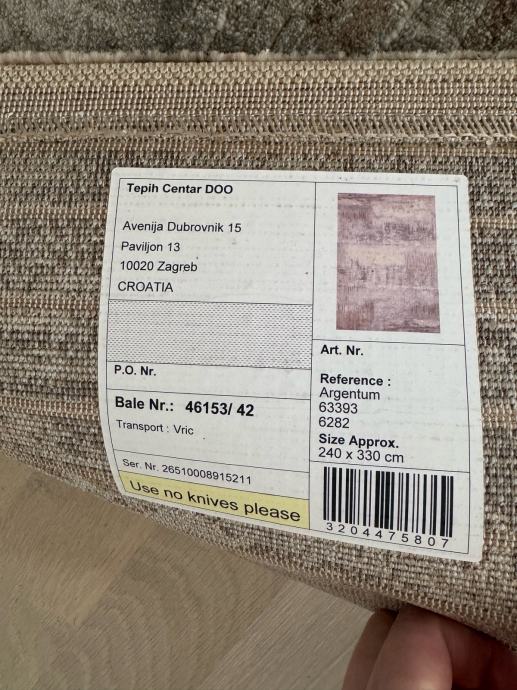 Tepih Centar DOO
Avenija Dubrovnik 15
Paviljon 13
10020 Zagreb
CROATIA
P.O. Nr.
Bale Nr.: 46153/ 42
Transport : Vric
Ser. Nr. 26510008915211
Use no knives please
Art. Nr.
Reference :
Argentum
63393
6282
Size Approx.
240 x 330 cm
3204475807